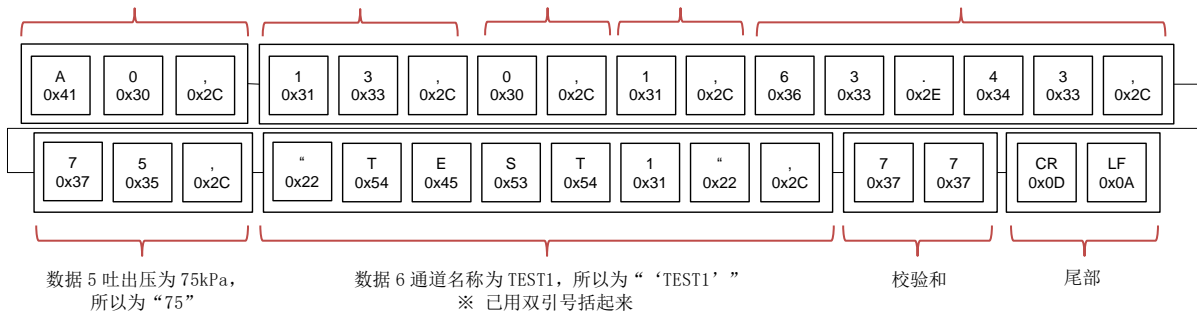 A 0 , 1 3 , 0 , 1 , 6 3 . 4 3 ,
0x41 0x30 0x2C 0x31 0x33 0x2C 0x30 0x2C 0x31 0x2C 0x36 0x33 0x2E 0x34 0x33 0x2C
7 5 , “ T E S T 1 “ , 7 7 CR LF
0x37 0x35 0x2C 0x22 0x54 0x45 0x53 0x54 0x31 0x22 0x2C 0x37 0x37 0x0D 0x0A
数据 5 吐出压为 75kPa，
所以为“75”
数据 6 通道名称为 TEST1，所以为“ ‘TEST1’ ”
※ 已用双引号括起来
校验和
尾部